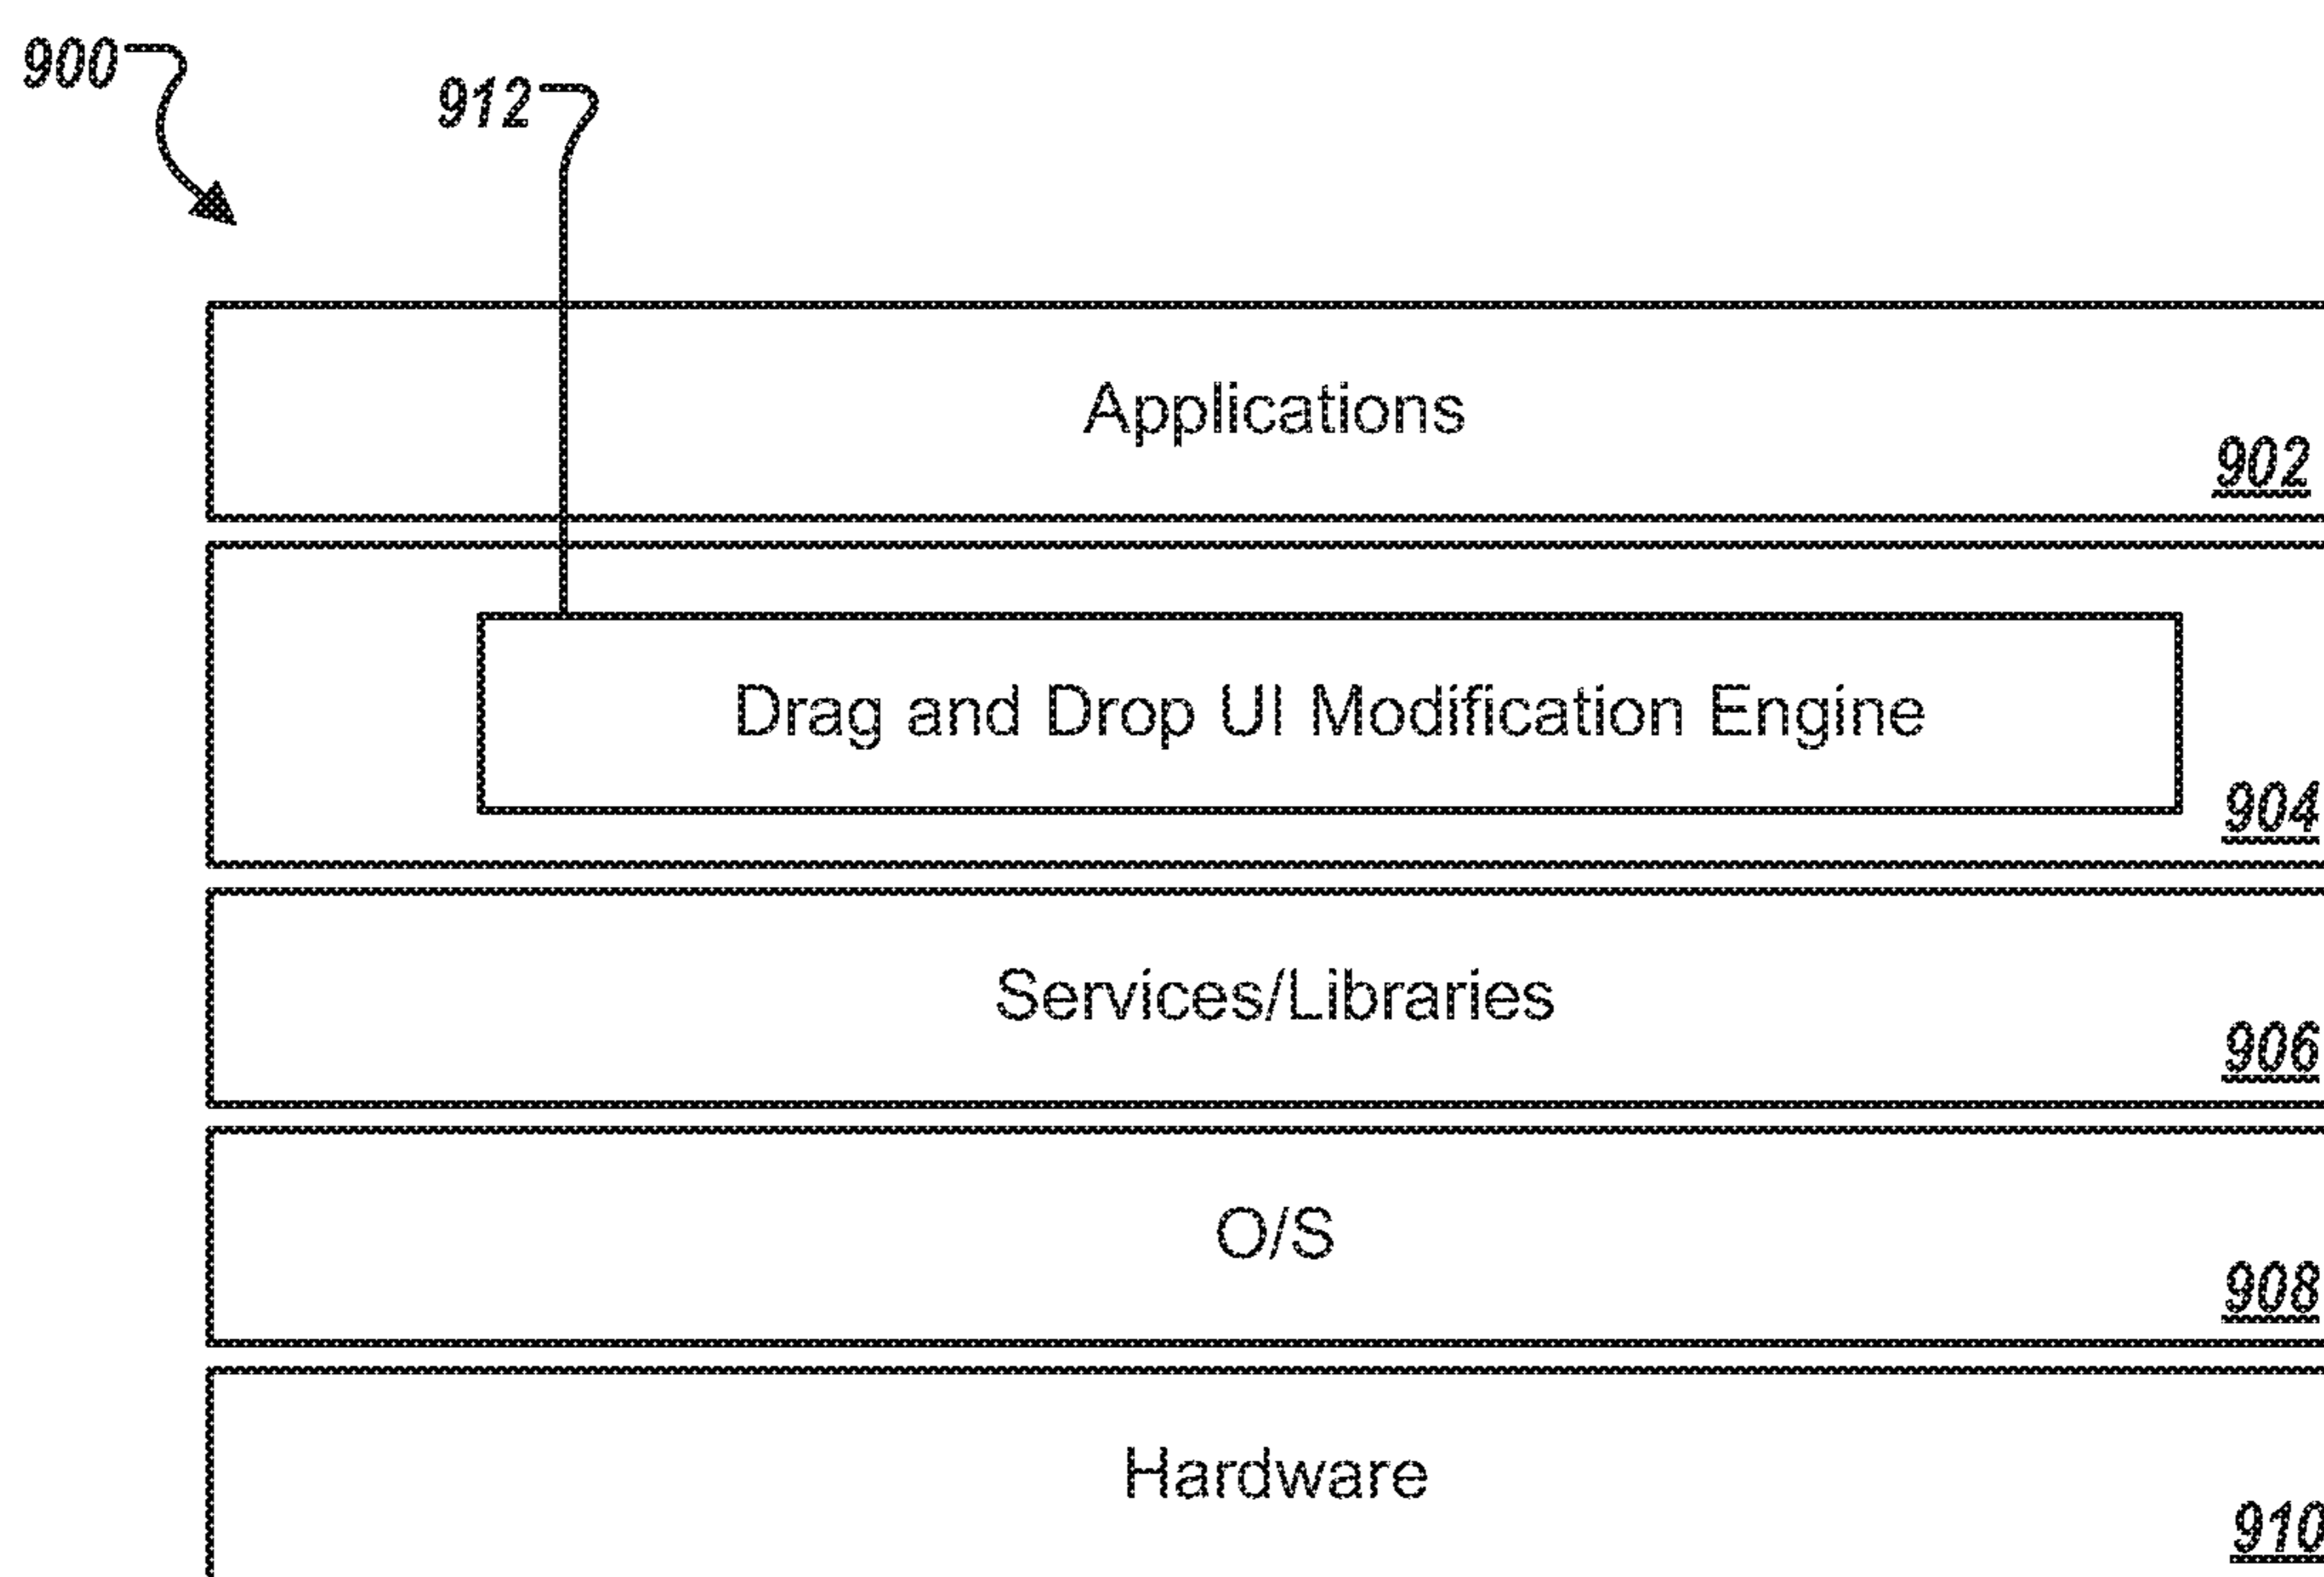 900
912
Applications
902
Drag and Drop UI Modification Engine
904
Services/Libraries
906
O/S
908
Hardware
910